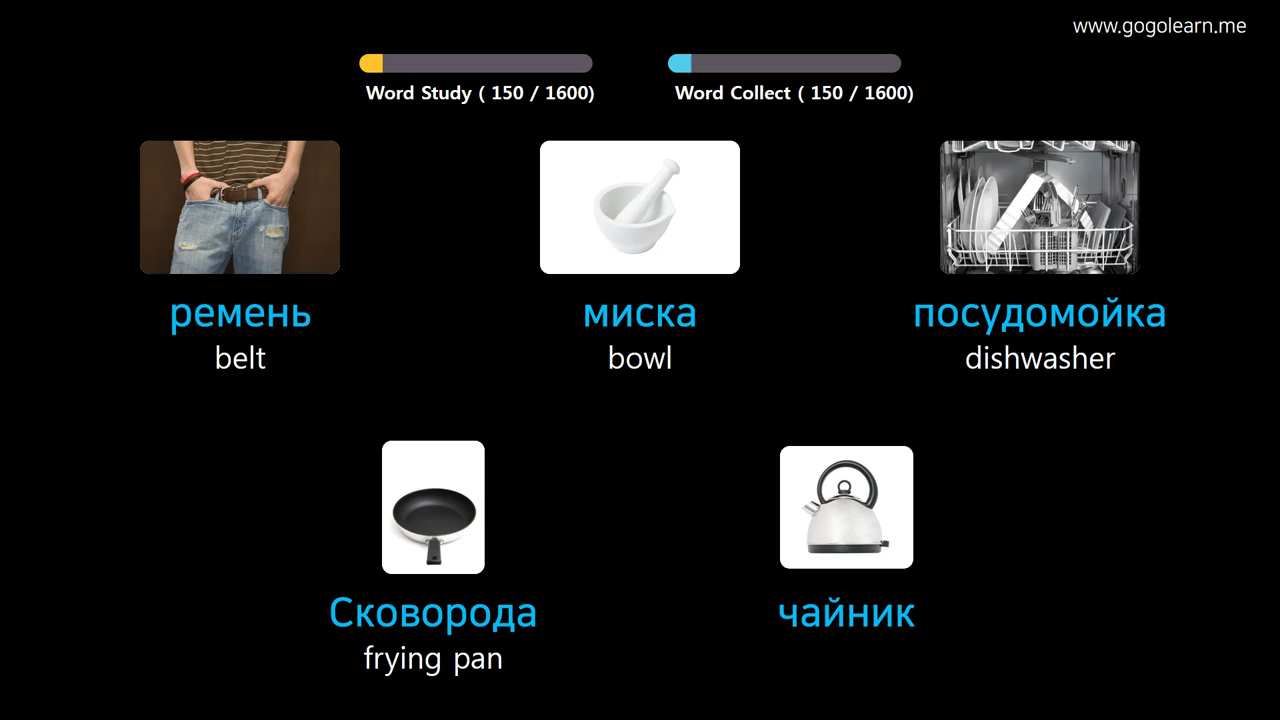 www.gogolearn.me
Word Study ( 150 / 1600)
Word Collect ( 150 / 1600)
ремень
belt
миска
bowl
посудомойка
dishwasher
Сковорода
frying pan
чайник